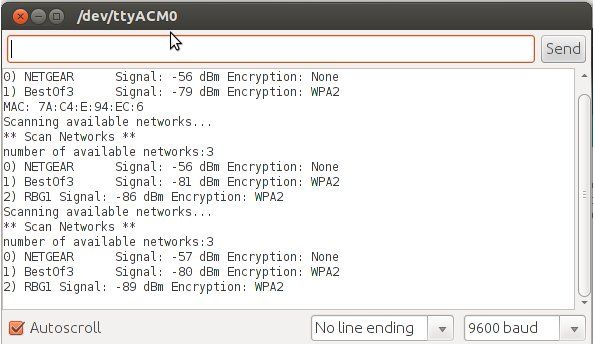 /dev/ttyACM0
Send
0) NETGEAR Signal: -56 dBm Encryption: None
1) BestOf3 Signal: -79 dBm Encryption: WPA2
MAC: 7A:C4:E:94:EC:6
Scanning available networks...
** Scan Networks **
number of available networks:3
0) NETGEAR Signal: -56 dBm Encryption: None
1) BestOf3 Signal: -81 dBm Encryption: WPA2
2) RBG1 Signal: -86 dBm Encryption: WPA2
Scanning available networks...
** Scan Networks **
number of available networks:3
0) NETGEAR Signal: -57 dBm Encryption: None
1) BestOf3 Signal: -80 dBm Encryption: WPA2
2) RBG1 Signal: -89 dBm Encryption: WPA2
Autoscroll No line ending 9600 baud